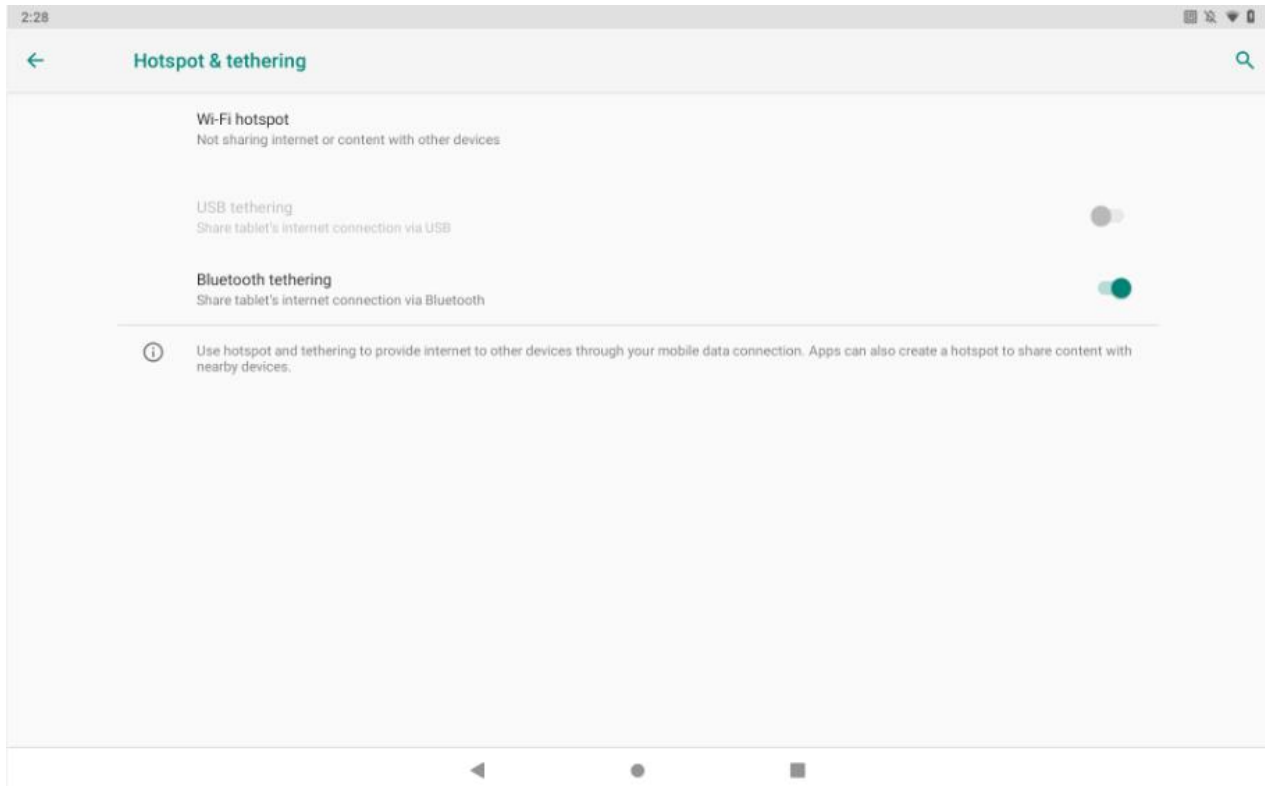 2:28
Hotspot & tethering
Wi-Fi hotspot
Not sharing internet or content with other devices
USB tethering
Share tablet's internet connection via USB
Bluetooth tethering
Share tablet's internet connection via Bluetooth
Use hotspot and tethering to provide internet to other devices through your mobile data connection. Apps can also create a hotspot to share content with
nearby devices.